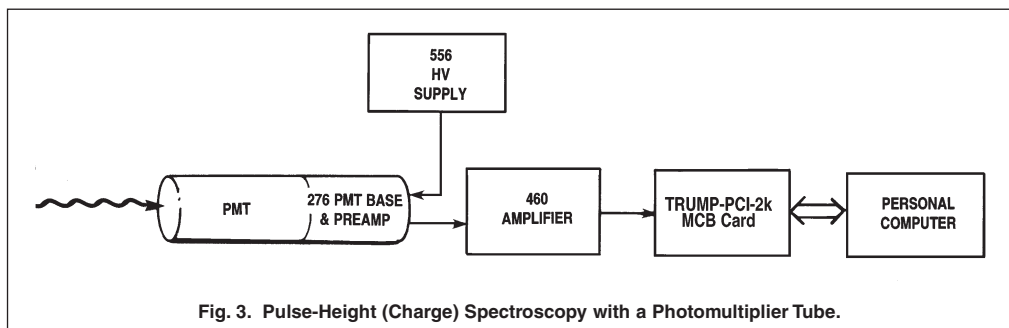 556
HV
SUPPLY
PMT
276 PMT BASE
& PREAMP
460
AMPLIFIER
TRUMP-PCI-2k
MCB Card
PERSONAL
COMPUTER
Fig. 3. Pulse-Height (Charge) Spectroscopy with a Photomultiplier Tube.